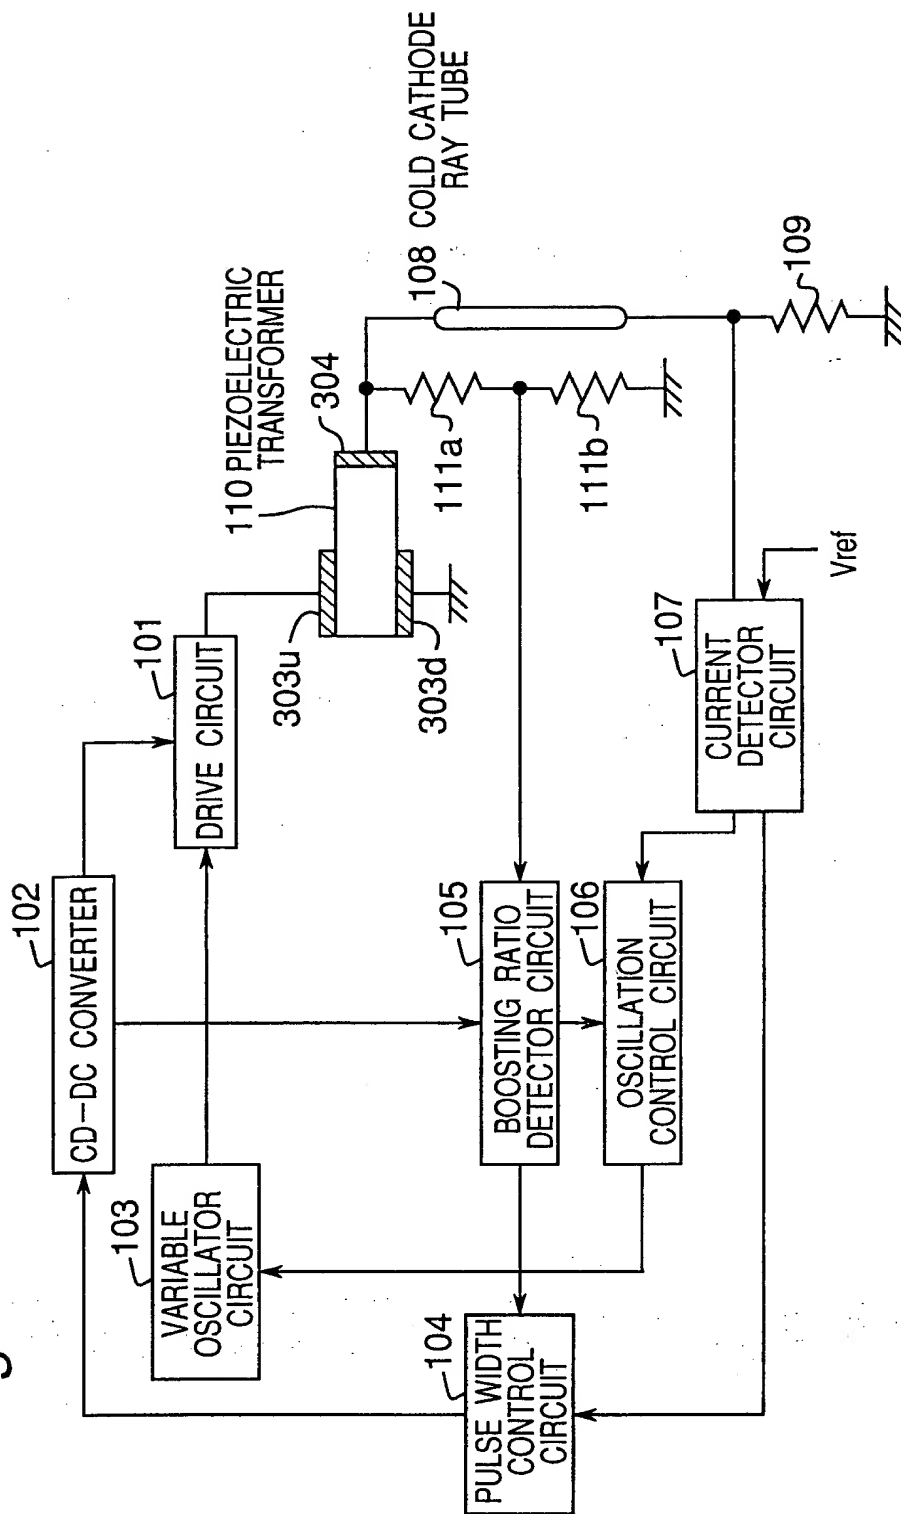 102
CD-DC CONVERTER
101
DRIVE CIRCUIT
103
VARIABLE
OSCILLATOR
CIRCUIT
104
PULSE WIDTH
CONTROL
CIRCUIT
105
BOOSTING RATIO
DETECTOR CIRCUIT
106
OSCILLATION
CONTROL CIRCUIT
107
CURRENT
DETECTOR
CIRCUIT
Vref
110 PIEZOELECTRIC
TRANSFORMER
303u
303d
304
111a
111b
108 COLD CATHODE
RAY TUBE
109